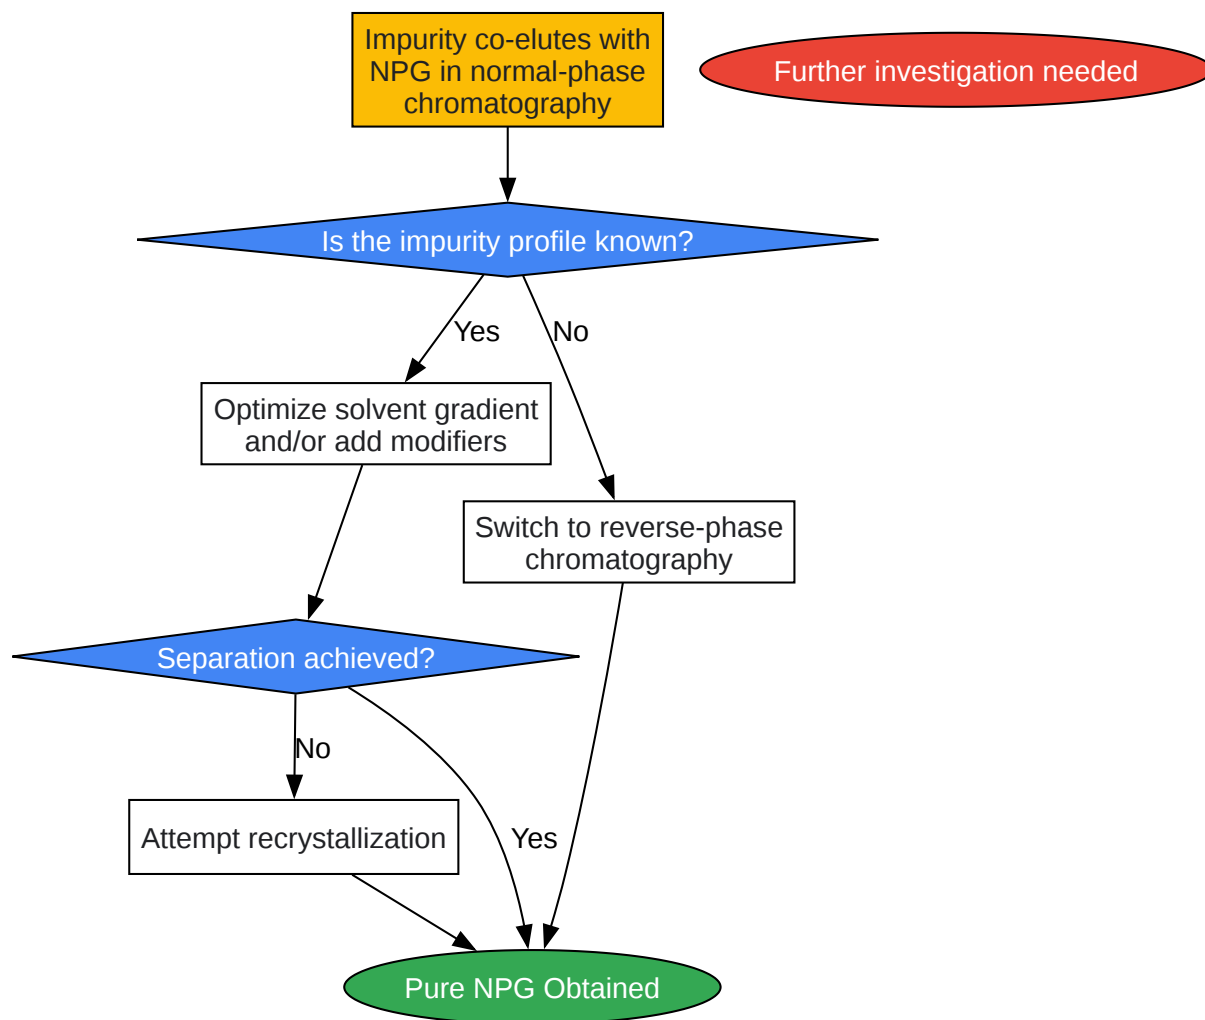 Impurity co-elutes with
NPG in normal-phase
chromatography
Further investigation needed
Is the impurity profile known?
Yes
No
Optimize solvent gradient
and/or add modifiers
Switch to reverse-phase
chromatography
Separation achieved?
No
Attempt recrystallization
Yes
Pure NPG Obtained